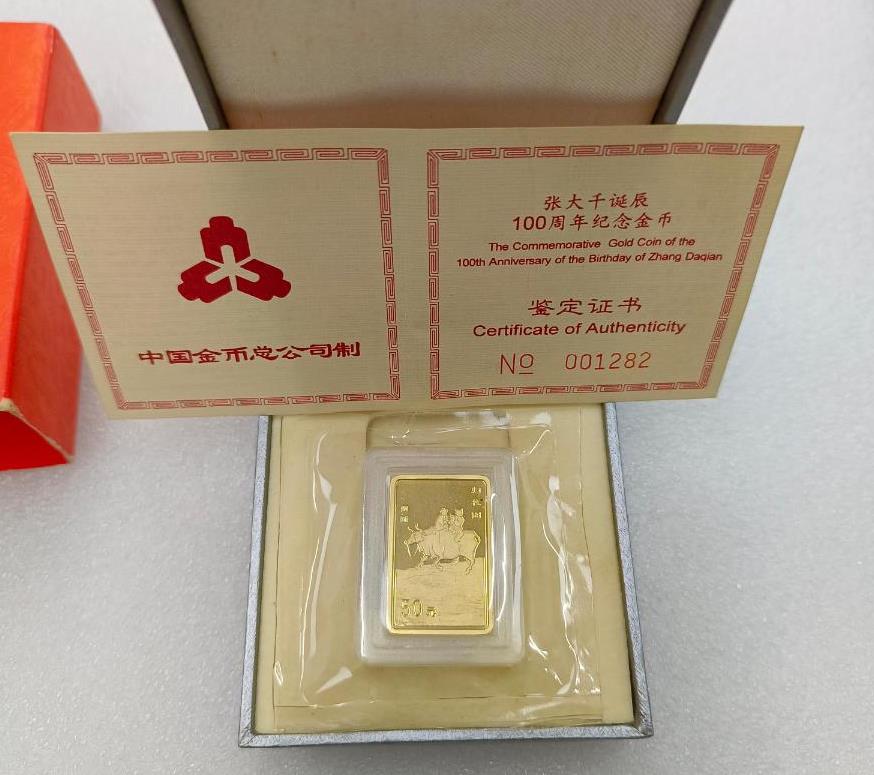 中国金币总公司制
张大千诞辰
100周年纪念金币
The Commemorative Gold Coin of the
100th Anniversary of the Birthday of Zhang Daqian
鉴定证书
Certificate of Authenticity
No 001282
50元